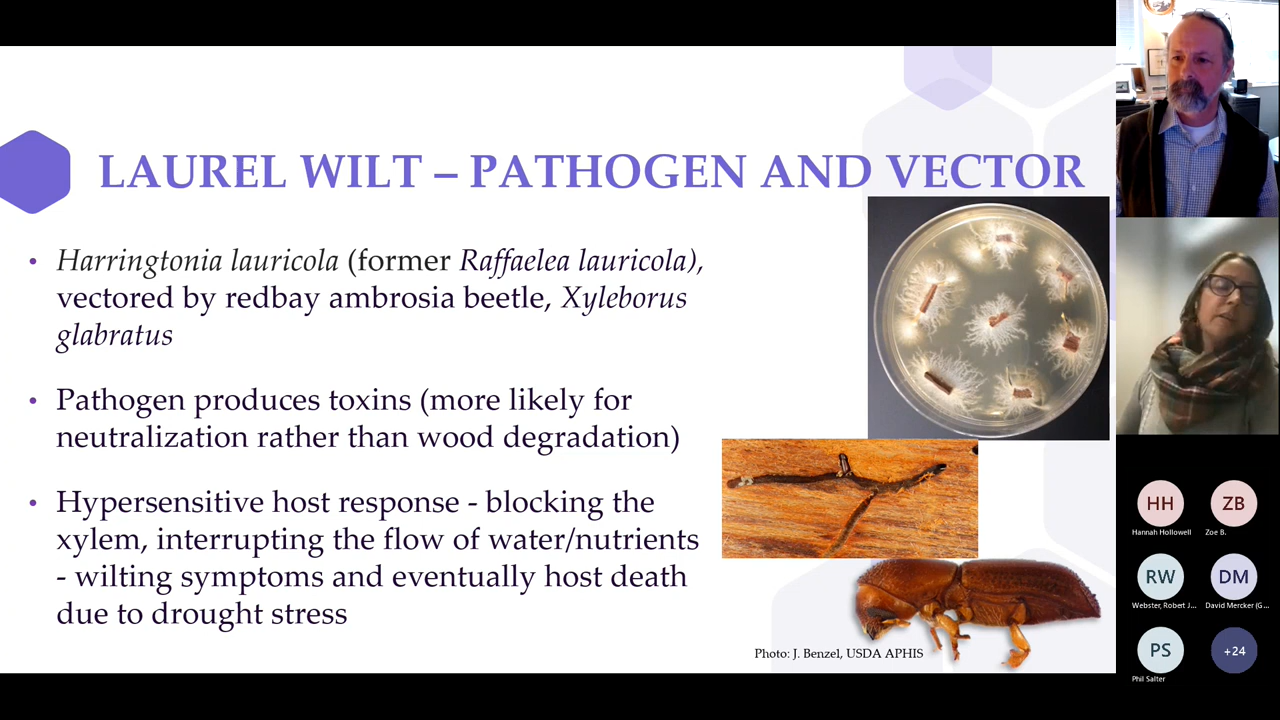 LAUREL WILT – PATHOGEN AND VECTOR
• Harringtonia lauricola (former Raffaelea lauricola),
vectored by redbay ambrosia beetle, Xyleborus
glabratus
• Pathogen produces toxins (more likely for
neutralization rather than wood degradation)
• Hypersensitive host response - blocking the
xylem, interrupting the flow of water/nutrients
- wilting symptoms and eventually host death
due to drought stress
Photo: J. Benzel, USDA APHIS
HH
ZB
Hannah Hollowell
Zoe B.
RW
DM
Webster, Robert J...
David Mercker (G...
PS
+24
Phil Salter